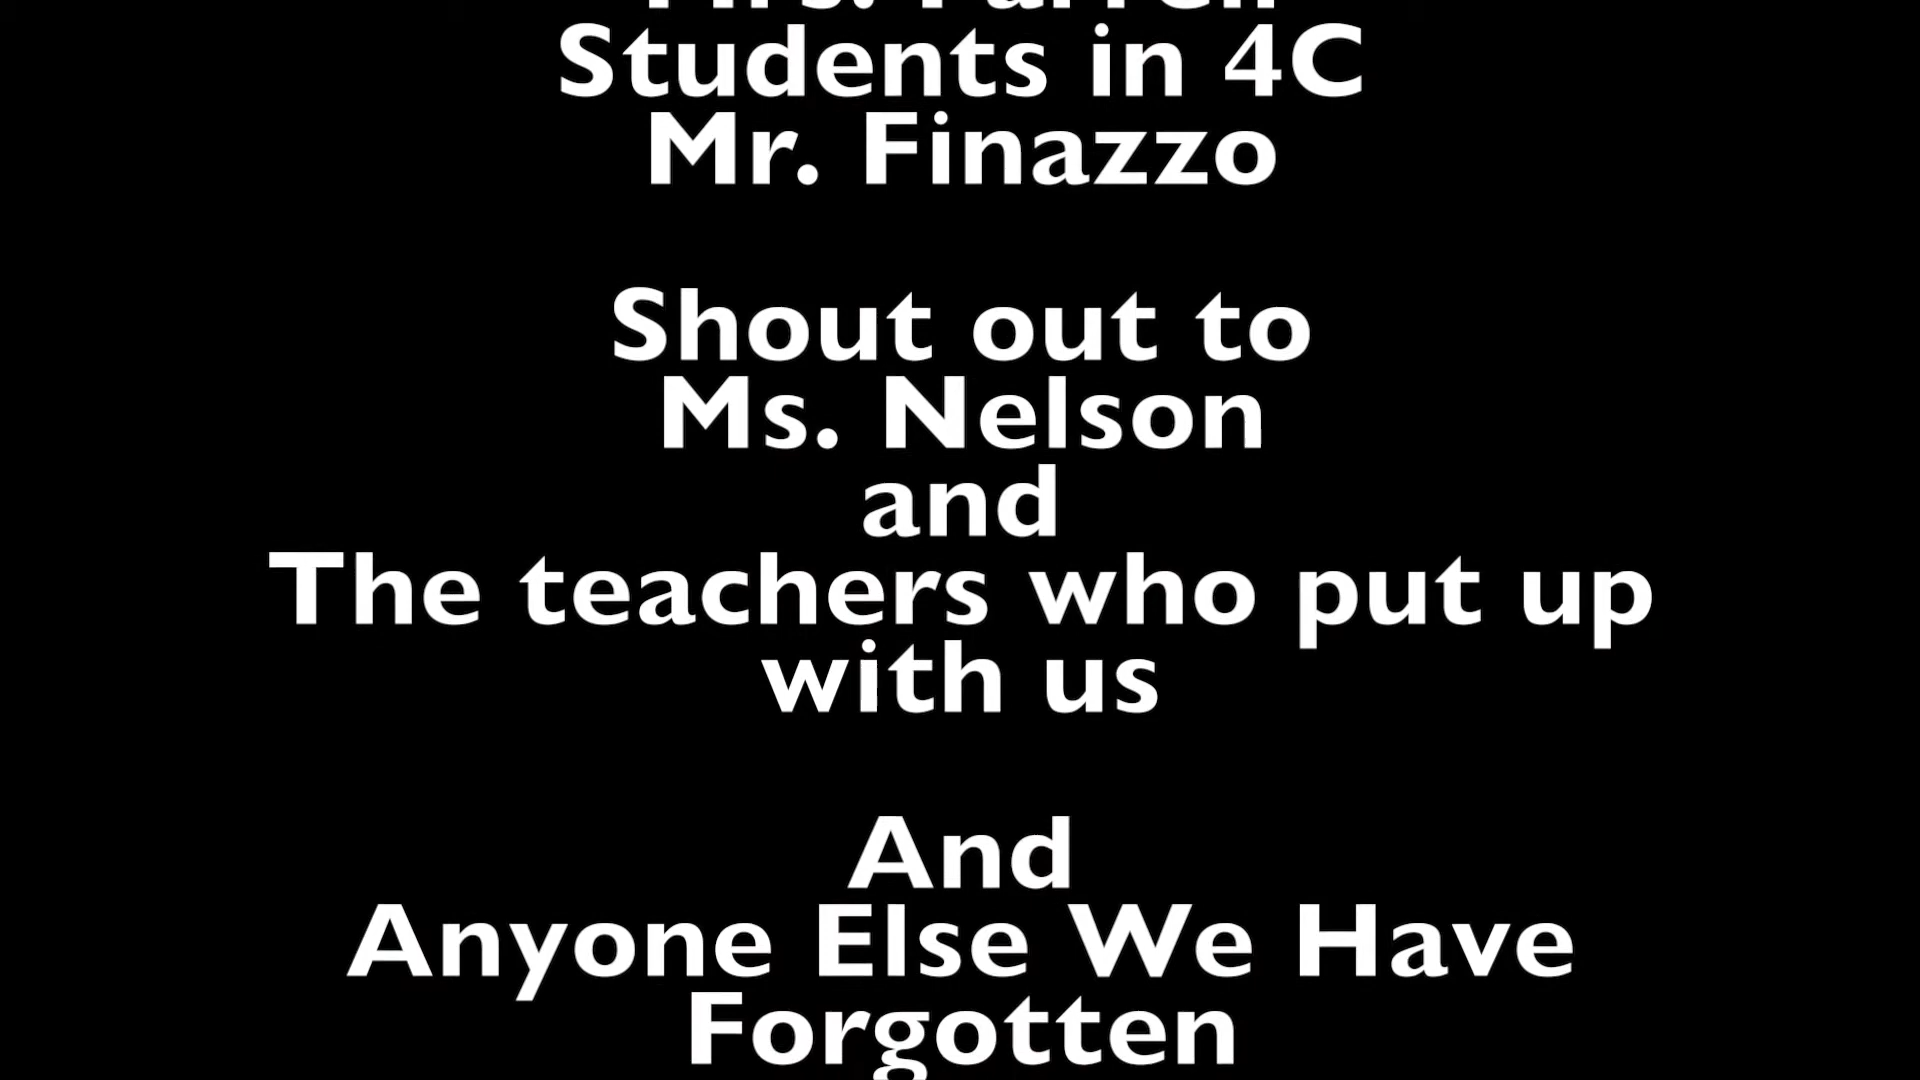 Students in 4C
Mr. Finazzo
Shout out to
Ms. Nelson
and
The teachers who put up
with us
And
Anyone Else We Have
Forgotten